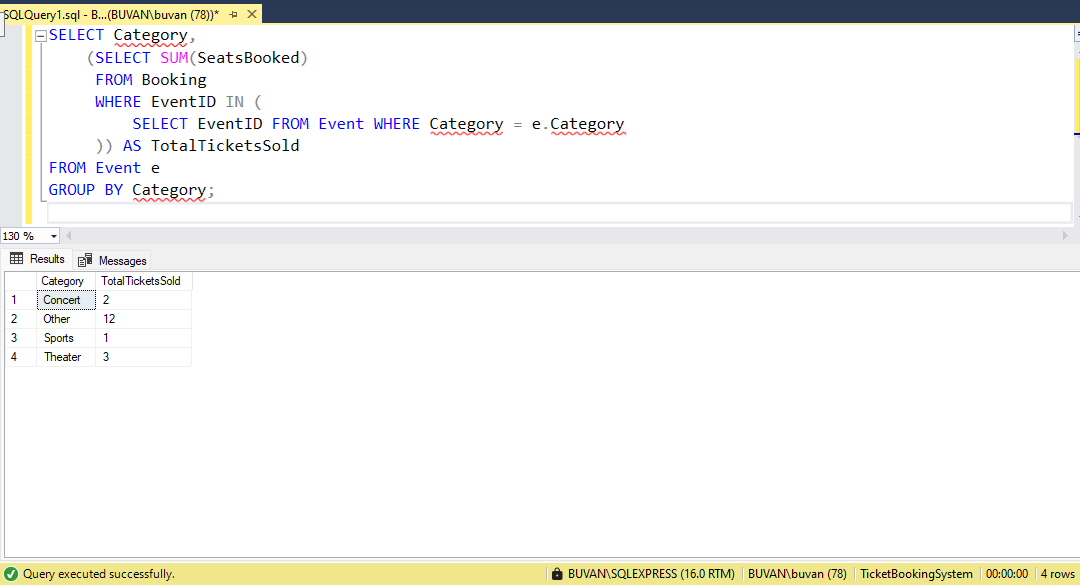 SQLQuery1.sql - B...(BUVAN\buvan (78))*
SELECT Category,
(SELECT SUM(SeatsBooked)
FROM Booking
WHERE EventID IN (
SELECT EventID FROM Event WHERE Category = e.Category
)) AS TotalTicketsSold
FROM Event e
GROUP BY Category;
130 %
Results Messages
Category TotalTicketsSold
1 Concert 2
2 Other 12
3 Sports 1
4 Theater 3
Query executed successfully. BUVAN\SQLEXPRESS (16.0 RTM) BUVAN\buvan (78) TicketBookingSystem 00:00:00 4 rows